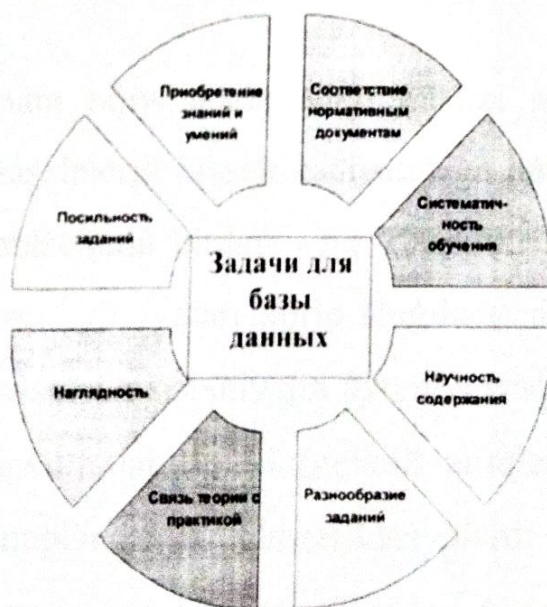 Приобретение
знаний и
умений
Соответствие
нормативным
документам
Систематич-
ность
обучения
Научность
содержания
Разнообразие
заданий
Связь теории с
практикой
Наглядность
Посильность
заданий
Задачи для
базы
данных